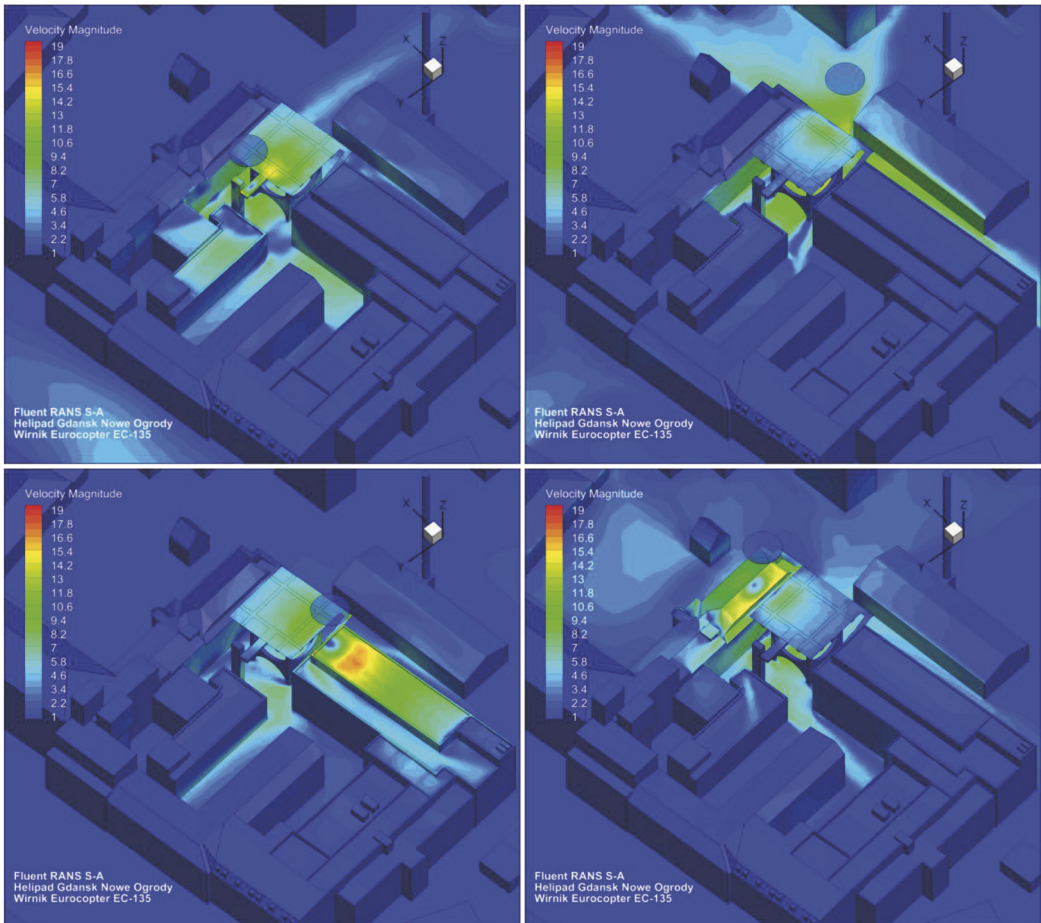 Velocity Magnitude
19
17.8
16.6
15.4
14.2
13
11.8
10.6
9.4
8.2
7
5.8
4.6
3.4
2.2
1
X
Z
Y
Fluent RANS S-A
Helipad Gdansk Nowe Ogrody
Wirnik Eurocopter EC-135
Velocity Magnitude
19
17.8
16.6
15.4
14.2
13
11.8
10.6
9.4
8.2
7
5.8
4.6
3.4
2.2
1
X
Z
Y
Fluent RANS S-A
Helipad Gdansk Nowe Ogrody
Wirnik Eurocopter EC-135
Velocity Magnitude
19
17.8
16.6
15.4
14.2
13
11.8
10.6
9.4
8.2
7
5.8
4.6
3.4
2.2
1
X
Z
Y
Fluent RANS S-A
Helipad Gdansk Nowe Ogrody
Wirnik Eurocopter EC-135
Velocity Magnitude
19
17.8
16.6
15.4
14.2
13
11.8
10.6
9.4
8.2
7
5.8
4.6
3.4
2.2
1
X
Z
Y
Fluent RANS S-A
Helipad Gdansk Nowe Ogrody
Wirnik Eurocopter EC-135